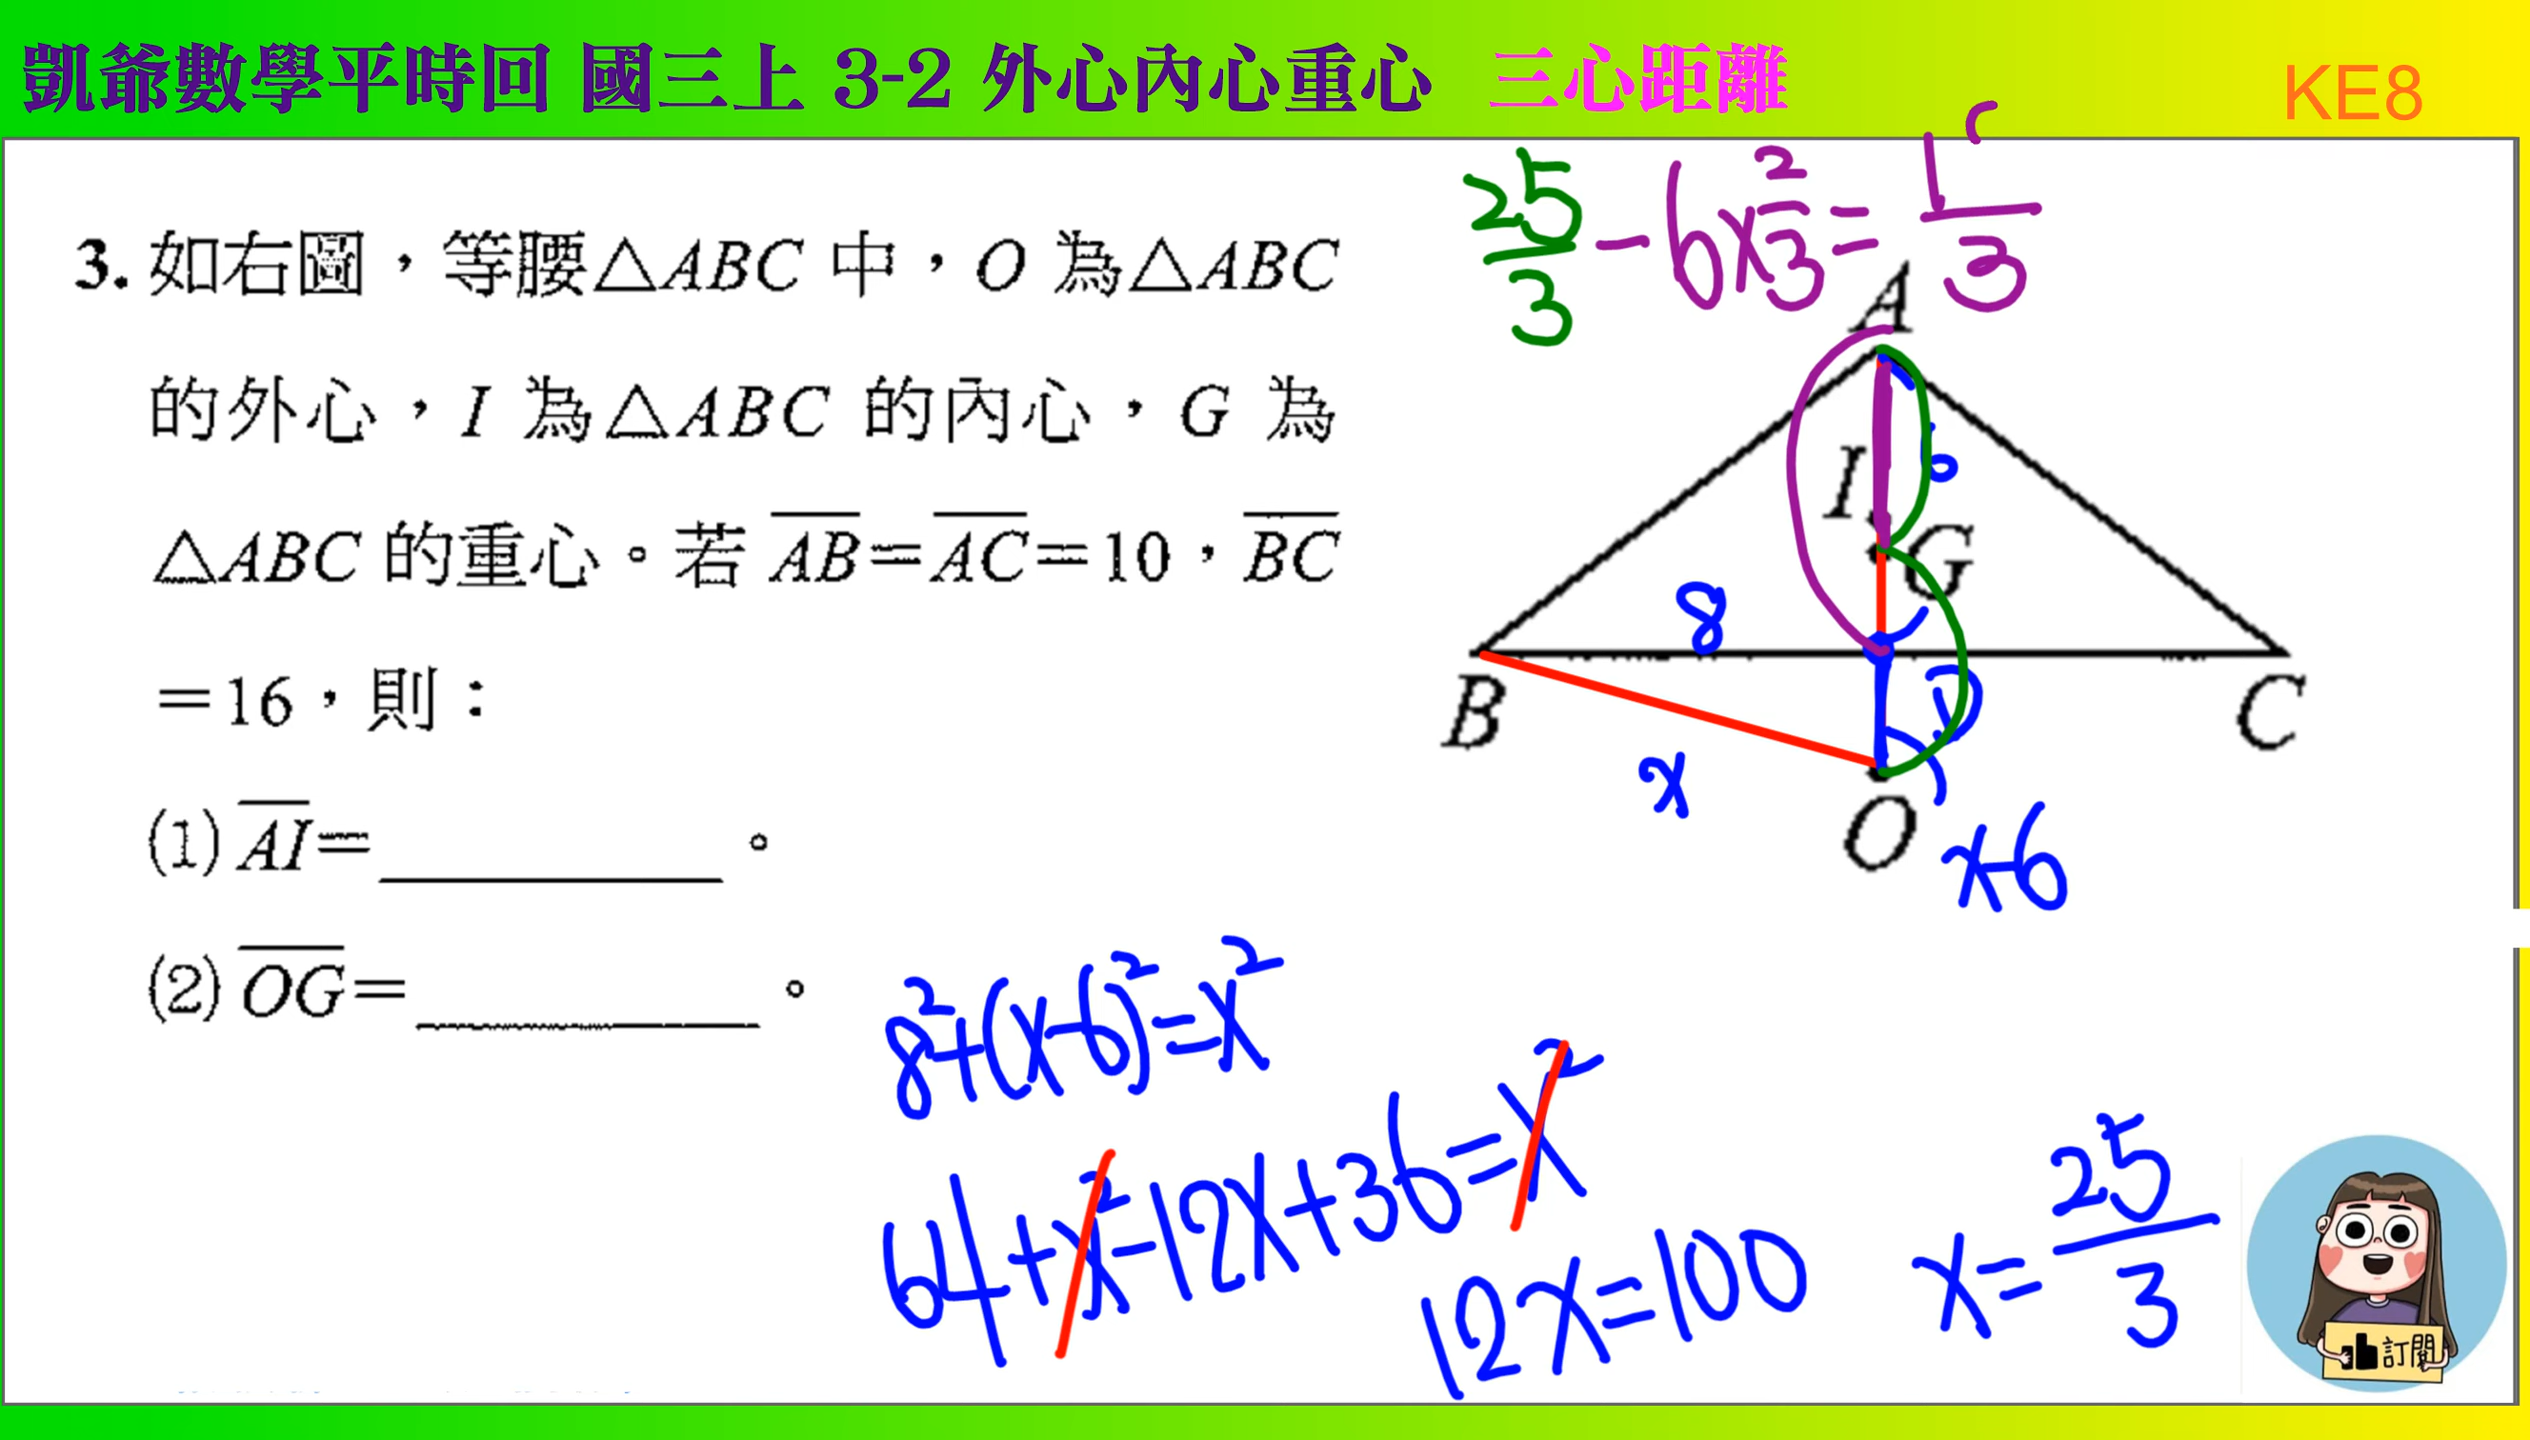 凱爺數學平時回 國三上 3-2 外心內心重心 三心距離
KE8
3. 如右圖，等腰△ABC 中，O 為△ABC
的外心，I 為△ABC 的內心，G 為
△ABC 的重心。若 AB=AC=10，BC
=16，則：
(1) AI=________。
(2) OG=________。
25/3 - 6×2/3 =
3
A
I
6
G
8
B
C
D
x
O
x-6
8²+(x-6)²=x²
64+x²-12x+36=x²
12x=100
x=25/3
訂閱